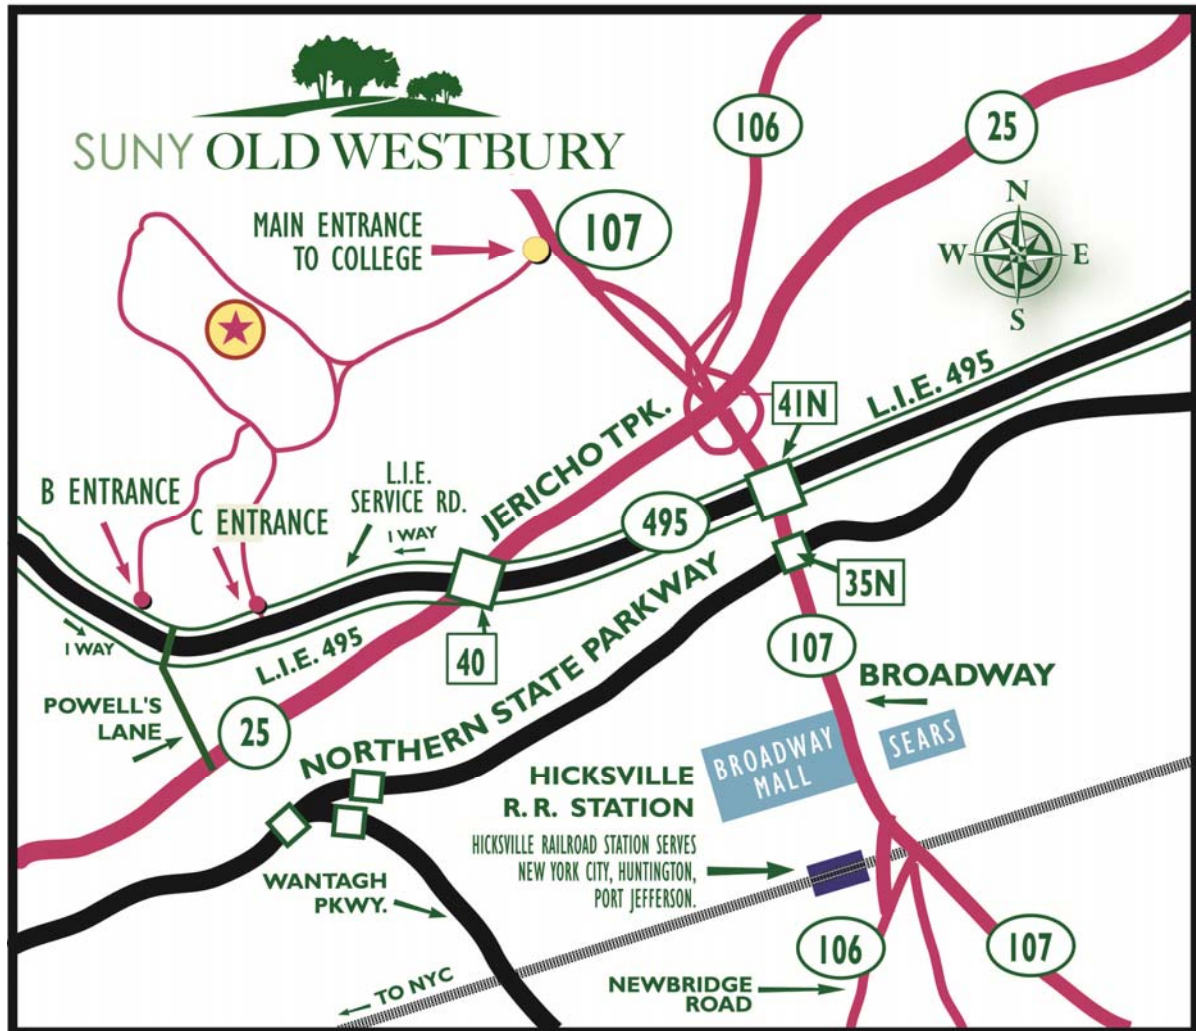 SUNY OLD WESTBURY
106
25
N
W E
S
MAIN ENTRANCE
TO COLLEGE
107
41N
L.I.E. 495
JERICHO TPK.
L.I.E.
SERVICE RD.
1 WAY
B ENTRANCE
C ENTRANCE
495
35N
1 WAY
L.I.E. 495
40
NORTHERN STATE PARKWAY
107
BROADWAY
POWELL'S
LANE
25
BROADWAY
MALL
SEARS
HICKSVILLE
R.R. STATION
HICKSVILLE RAILROAD STATION SERVES
NEW YORK CITY, HUNTINGTON,
PORT JEFFERSON.
WANTAGH
PKWY.
106
107
TO NYC
NEWBRIDGE
ROAD